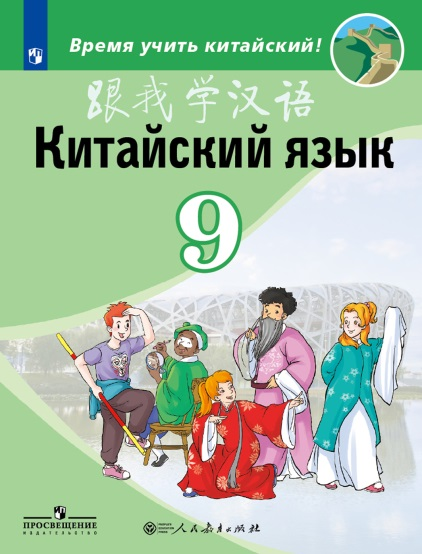 Время учить китайский!
跟我学汉语
Китайский язык
9
ПРОСВЕЩЕНИЕ
ИЗДАТЕЛЬСТВО
人民教育出版社